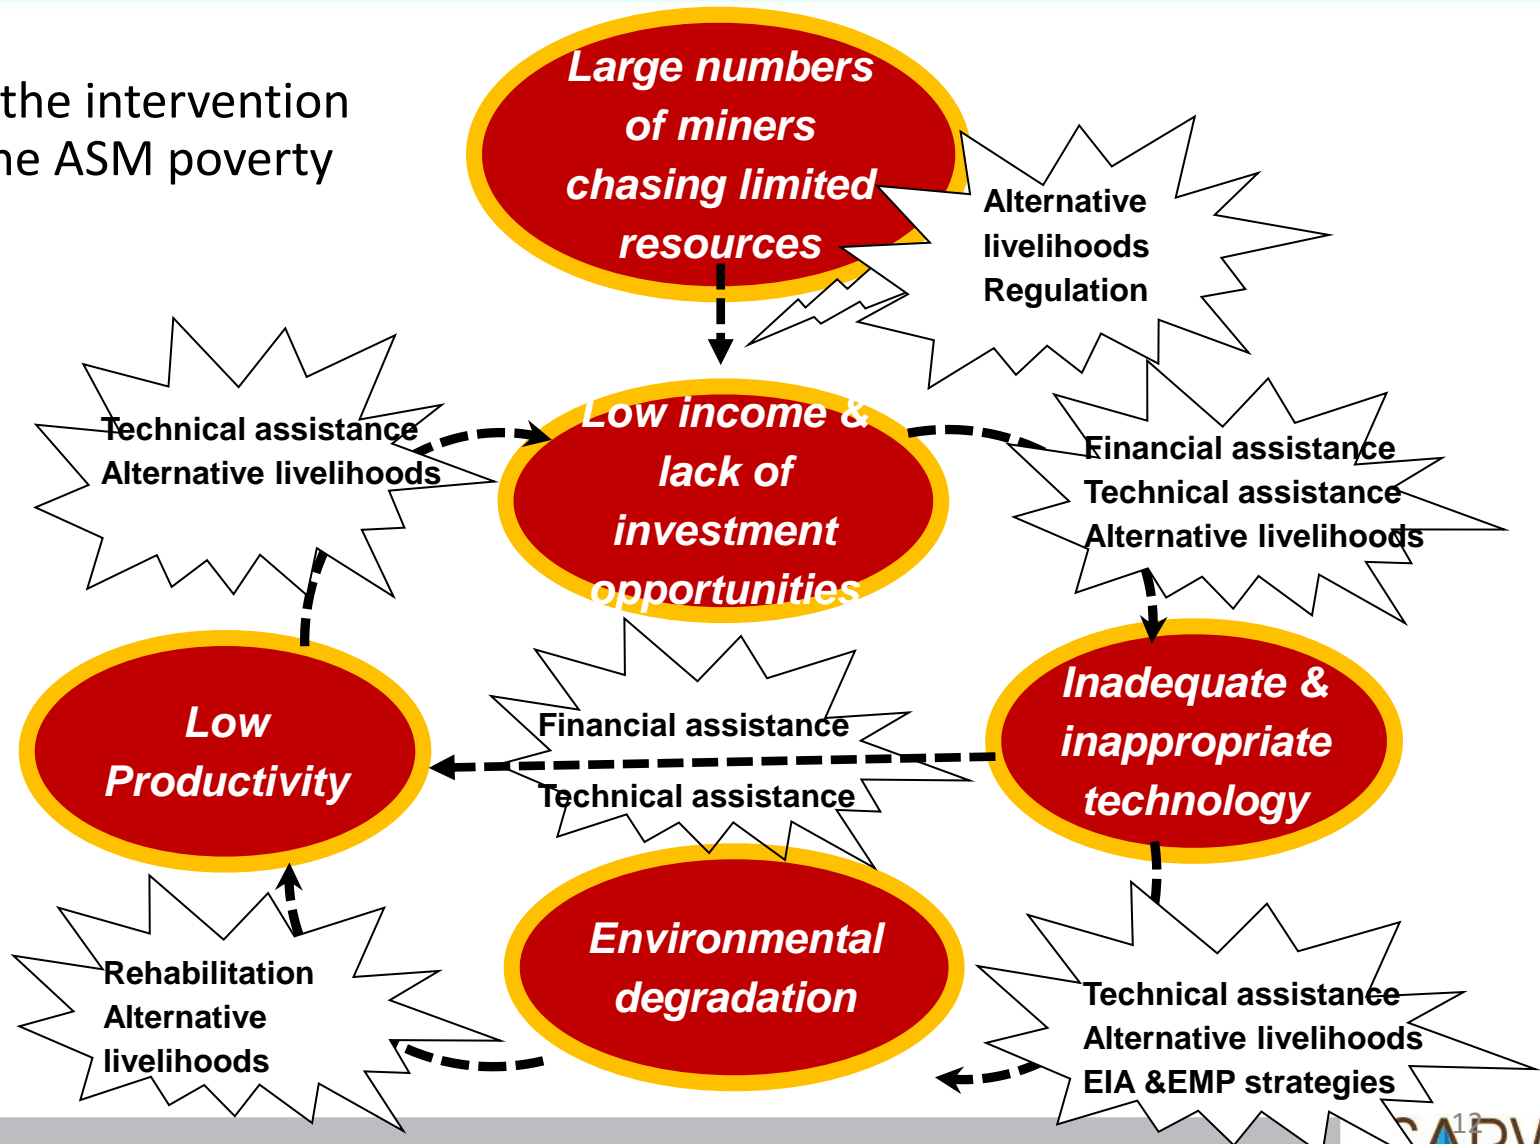 the intervention
ne ASM poverty
Large numbers
of miners
chasing limited
resources
Alternative
livelihoods
Regulation
Technical assistance
Alternative livelihoods
Low income &
lack of
investment
opportunities
Financial assistance
Technical assistance
Alternative livelihoods
Low
Productivity
Financial assistance
Technical assistance
Inadequate &
inappropriate
technology
Environmental
degradation
Rehabilitation
Alternative
livelihoods
Technical assistance
Alternative livelihoods
EIA &EMP strategies
12